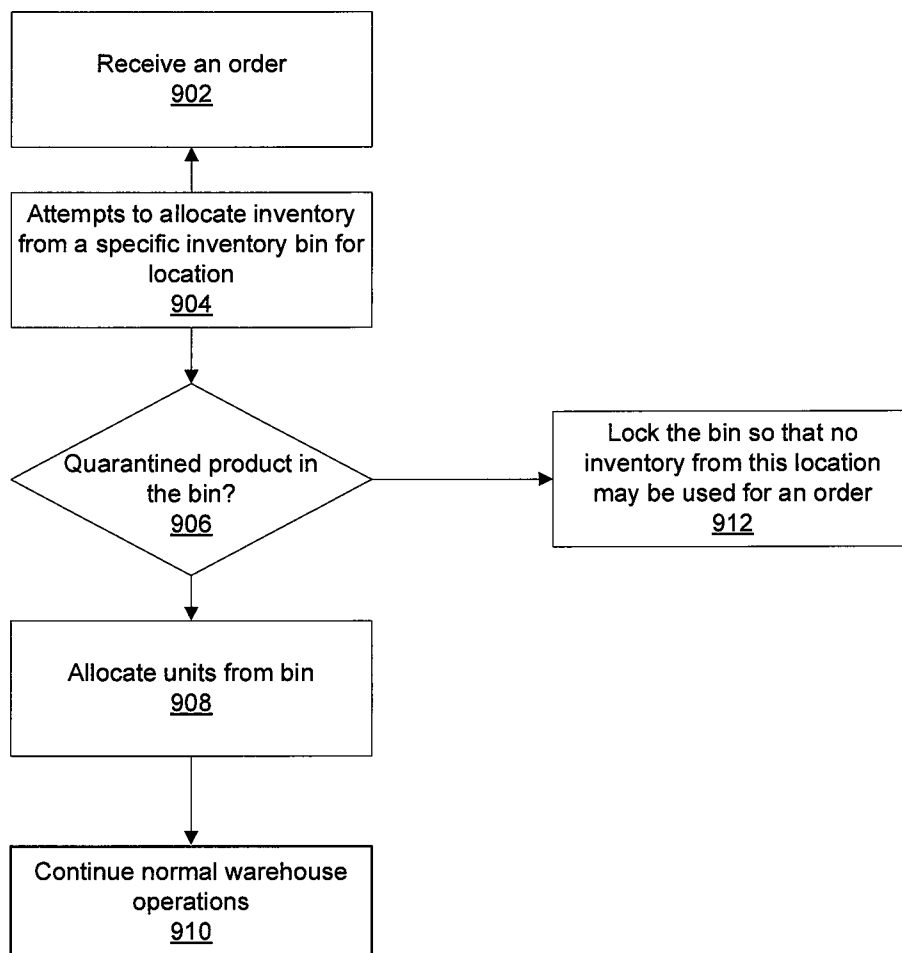 Receive an order
902
Attempts to allocate inventory
from a specific inventory bin for
location
904
Quarantined product in
the bin?
906
Lock the bin so that no
inventory from this location
may be used for an order
912
Allocate units from bin
908
Continue normal warehouse
operations
910